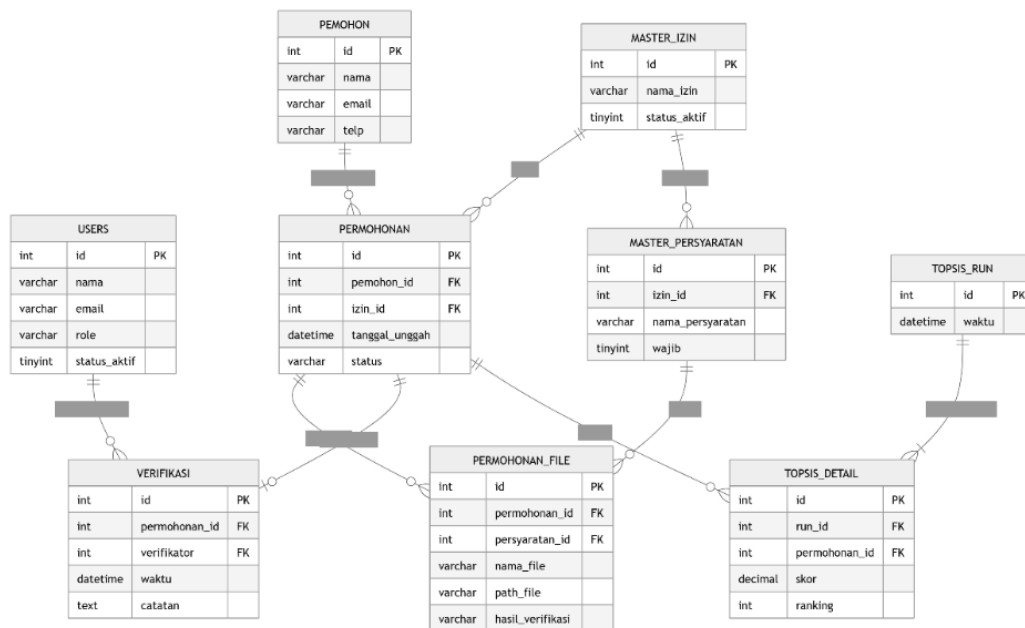 PEMOHON
int id PK
varchar nama
varchar email
varchar telp
MASTER_IZIN
int id PK
varchar nama_izin
tinyint status_aktif
USERS
int id PK
varchar nama
varchar email
varchar role
tinyint status_aktif
PERMOHONAN
int id PK
int pemohon_id FK
int izin_id FK
datetime tanggal_unggah
varchar status
MASTER_PERSYARATAN
int id PK
int izin_id FK
varchar nama_persyaratan
tinyint wajib
TOPSIS_RUN
int id PK
datetime waktu
VERIFIKASI
int id PK
int permohonan_id FK
int verifikator FK
datetime waktu
text catatan
PERMOHONAN_FILE
int id PK
int permohonan_id FK
int persyaratan_id FK
varchar nama_file
varchar path_file
varchar hasil_verifikasi
TOPSIS_DETAIL
int id PK
int run_id FK
int permohonan_id FK
decimal skor
int ranking